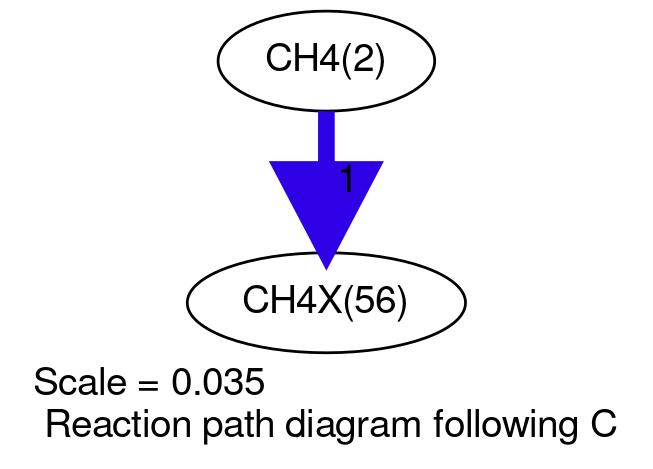 CH4(2)
1
CH4X(56)
Scale = 0.035
Reaction path diagram following C